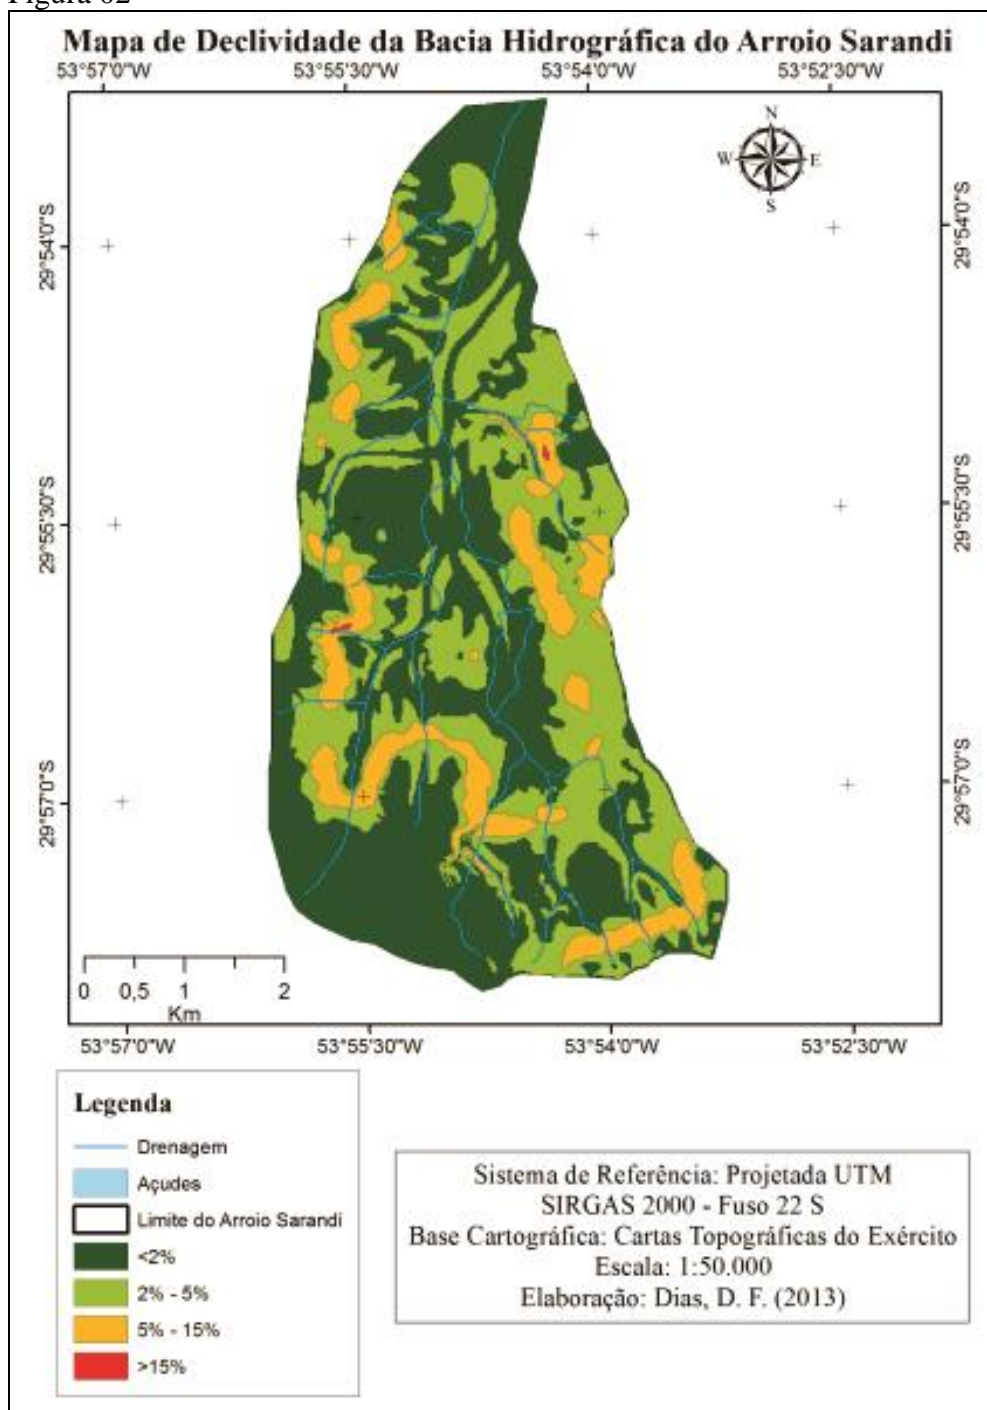 Figura 02
Mapa de Declividade da Bacia Hidrográfica do Arroio Sarandi
53°57'0"W 53°55'30"W 53°54'0"W 53°52'30"W
N
W E
S
29°54'0"S 29°54'0"S
29°55'30"S 29°55'30"S
29°57'0"S 29°57'0"S
0 0,5 1 2
Km
53°57'0"W 53°55'30"W 53°54'0"W 53°52'30"W
Legenda
Drenagem
Açudes
Limite do Arroio Sarandi
<2%
2% - 5%
5% - 15%
>15%
Sistema de Referência: Projetada UTM
SIRGAS 2000 - Fuso 22 S
Base Cartográfica: Cartas Topográficas do Exército
Escala: 1:50.000
Elaboração: Dias, D. F. (2013)